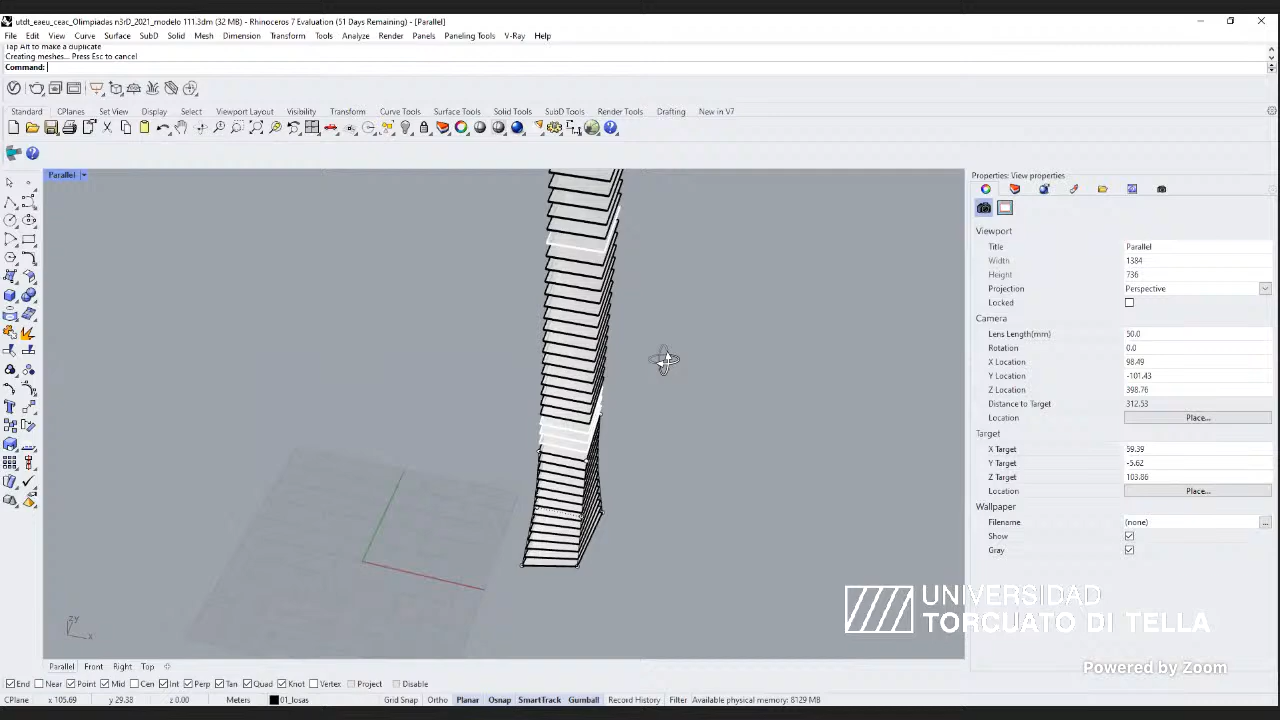 utdt_eaeu_ceac_Olimpiadas n3rD_2021_modelo 111.3dm (32 MB) - Rhinoceros 7 Evaluation (51 Days Remaining) - [Parallel]
File Edit View Curve Surface SubD Solid Mesh Dimension Transform Tools Analyze Render Panels Paneling Tools V-Ray Help
Tap Alt to make a duplicate
Creating meshes... Press Esc to cancel
Command:
Standard CPlanes Set View Display Select Viewport Layout Visibility Transform Curve Tools Surface Tools Solid Tools SubD Tools Render Tools Drafting New in V7
Parallel
Properties: View properties
Viewport
Title Parallel
Width 1384
Height 736
Projection Perspective
Locked
Camera
Lens Length(mm) 50.0
Rotation 0.0
X Location 98.49
Y Location -101.43
Z Location 398.76
Distance to Target 312.53
Location Place...
Target
X Target 59.39
Y Target -5.62
Z Target 103.86
Location Place...
Wallpaper
Filename (none) ...
Show
Gray
UNIVERSIDAD
TORCUATO DI TELLA
Powered by Zoom
z y
x
Parallel Front Right Top
End Near Point Mid Cen Int Perp Tan Quad Knot Vertex Project Disable
CPlane x 105.69 y 29.38 z 0.00 Meters 01_losas Grid Snap Ortho Planar Osnap SmartTrack Gumball Record History Filter Available physical memory: 8129 MB